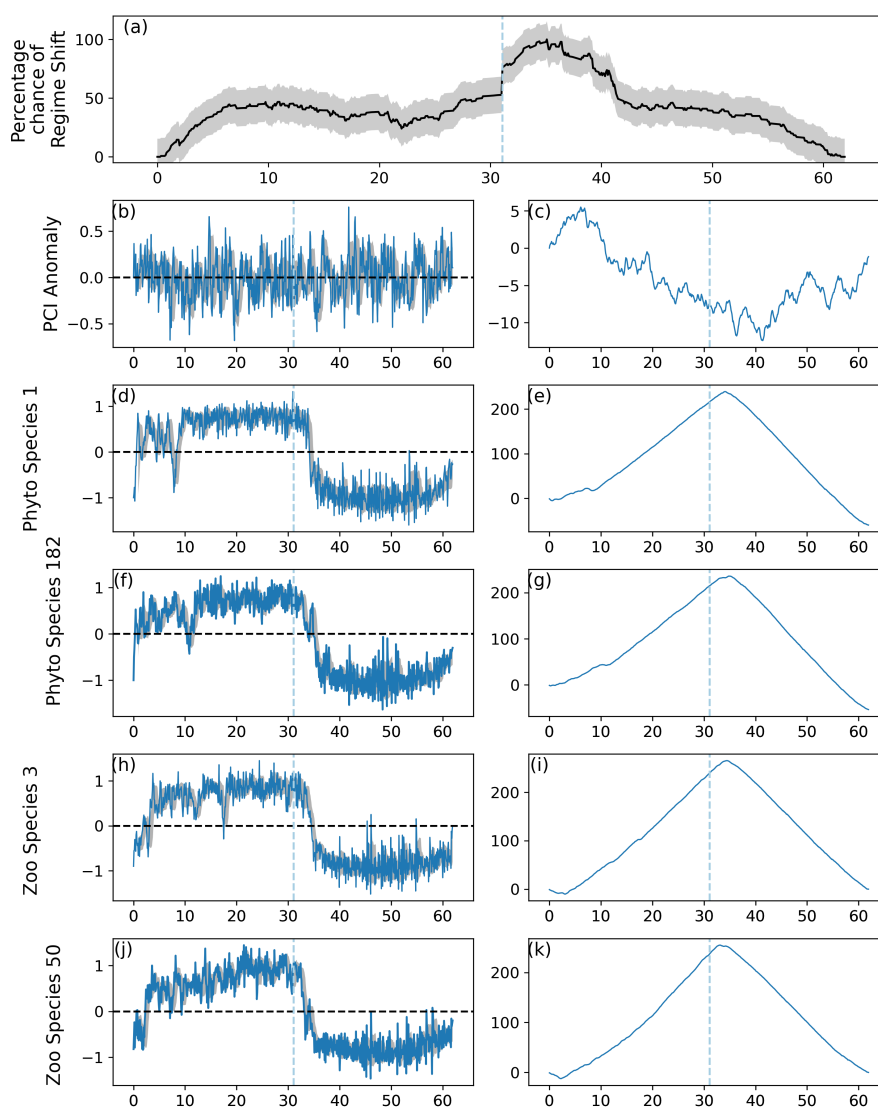 (a)
Percentage
chance of
Regime Shift
100
50
0
0 10 20 30 40 50 60
(b)
PCI Anomaly
0.5
0.0
−0.5
0 10 20 30 40 50 60
(c)
5
0
−5
−10
0 10 20 30 40 50 60
(d)
Phyto Species 1
1
0
−1
0 10 20 30 40 50 60
(e)
200
100
0
0 10 20 30 40 50 60
(f)
Phyto Species 182
1
0
−1
0 10 20 30 40 50 60
(g)
200
100
0
0 10 20 30 40 50 60
(h)
Zoo Species 3
1
0
−1
0 10 20 30 40 50 60
(i)
200
100
0
0 10 20 30 40 50 60
(j)
Zoo Species 50
1
0
−1
0 10 20 30 40 50 60
(k)
200
100
0
0 10 20 30 40 50 60